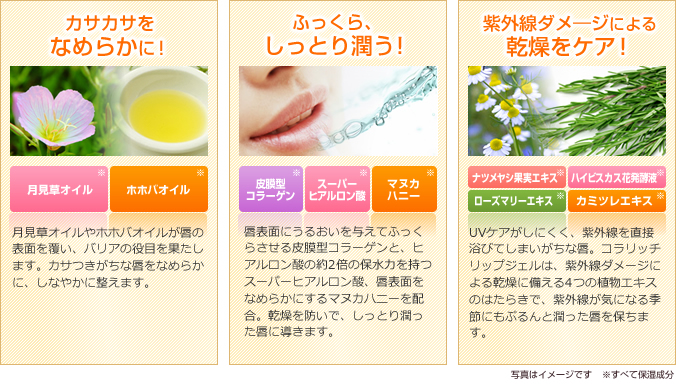 カサカサを
なめらかに!
月見草オイル※
ホホバオイル※
月見草オイルやホホバオイルが唇の
表面を覆い、バリアの役目を果たし
ます。カサつきがちな唇をなめらか
に、しなやかに整えます。
ふっくら、
しっとり潤う!
皮膜型
コラーゲン※
スーパー
ヒアルロン酸※
マヌカ
ハニー※
唇表面にうるおいを与えてふっく
らさせる皮膜型コラーゲンと、ヒ
アルロン酸の約2倍の保水力を持つ
スーパーヒアルロン酸、唇表面を
なめらかにするマヌカハニーを配
合。乾燥を防いで、しっとり潤っ
た唇に導きます。
紫外線ダメージによる
乾燥をケア!
ナツメヤシ果実エキス※
ハイビスカス花発酵液※
ローズマリーエキス※
カミツレエキス※
UVケアがしにくく、紫外線を直接
浴びてしまいがちな唇。コラリッチ
リップジェルは、紫外線ダメージに
よる乾燥に備える4つの植物エキス
のはたらきで、紫外線が気になる季
節にもぷるんと潤った唇を保ちま
す。
写真はイメージです ※すべて保湿成分